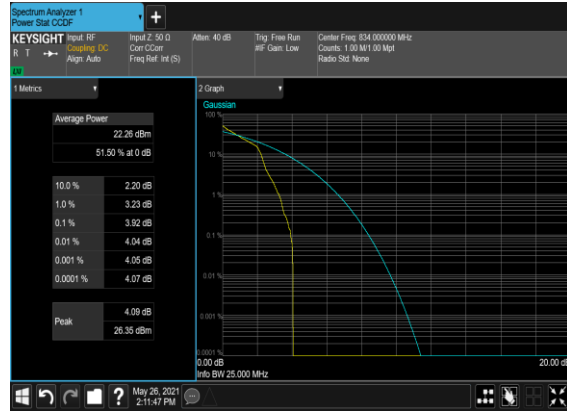 Spectrum Analyzer 1
Power Stat CCDF
KEYSIGHT
R T
Input: RF
Coupling: DC
Align: Auto
Input Z: 50 Ω
Corr CCorr
Freq Ref: Int (S)
Atten: 40 dB
Trig: Free Run
#IF Gain: Low
Center Freq: 834.000000 MHz
Counts: 1.00 M/1.00 Mpt
Radio Std: None
1 Metrics
Average Power
22.26 dBm
51.50 % at 0 dB
10.0 % 2.20 dB
1.0 % 3.23 dB
0.1 % 3.92 dB
0.01 % 4.04 dB
0.001 % 4.05 dB
0.0001 % 4.07 dB
Peak 4.09 dB
26.35 dBm
2 Graph
Gaussian
100 %
10 %
1 %
0.1 %
0.01 %
0.001 %
0.0001 %
0.00 dB
20.00 dB
Info BW 25.000 MHz
May 26, 2021
2:11:47 PM